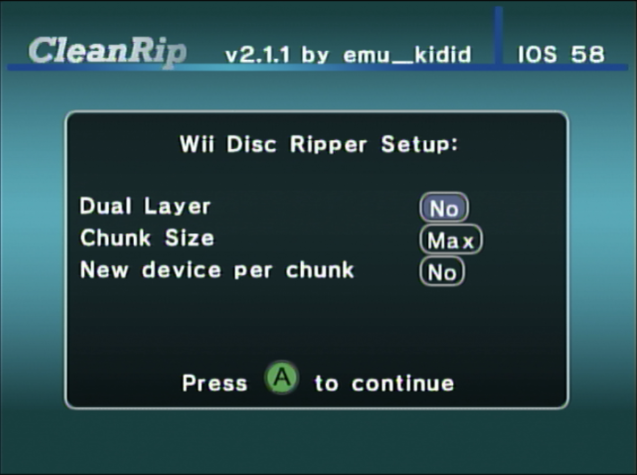 CleanRip v2.1.1 by emu_kidid IOS 58
Wii Disc Ripper Setup:
Dual Layer No
Chunk Size Max
New device per chunk No
Press A to continue